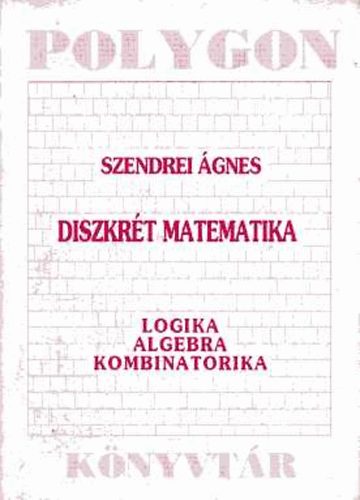 POLYGON
SZENDREI ÁGNES
DISZKRÉT MATEMATIKA
LOGIKA
ALGEBRA
KOMBINATORIKA
KÖNYVTÁR